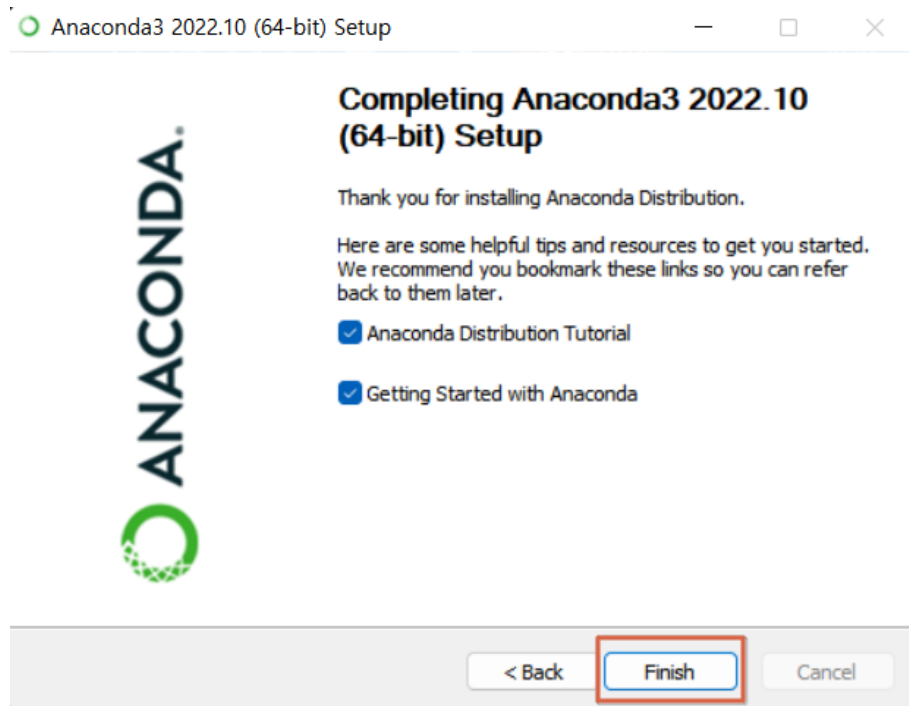 Anaconda3 2022.10 (64-bit) Setup
Completing Anaconda3 2022.10
(64-bit) Setup
ANACONDA.
Thank you for installing Anaconda Distribution.
Here are some helpful tips and resources to get you started.
We recommend you bookmark these links so you can refer
back to them later.
Anaconda Distribution Tutorial
Getting Started with Anaconda
< Back
Finish
Cancel